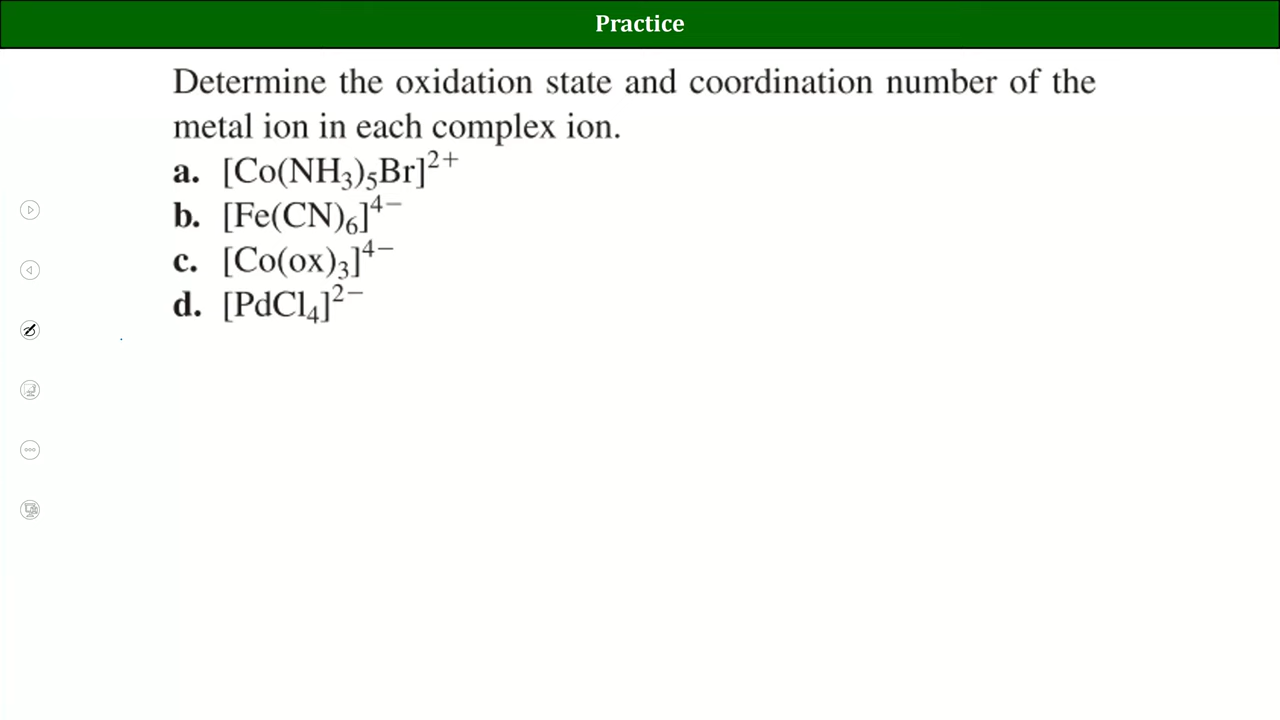 Practice
Determine the oxidation state and coordination number of the
metal ion in each complex ion.
a. [Co(NH₃)₅Br]²⁺
b. [Fe(CN)₆]⁴⁻
c. [Co(ox)₃]⁴⁻
d. [PdCl₄]²⁻